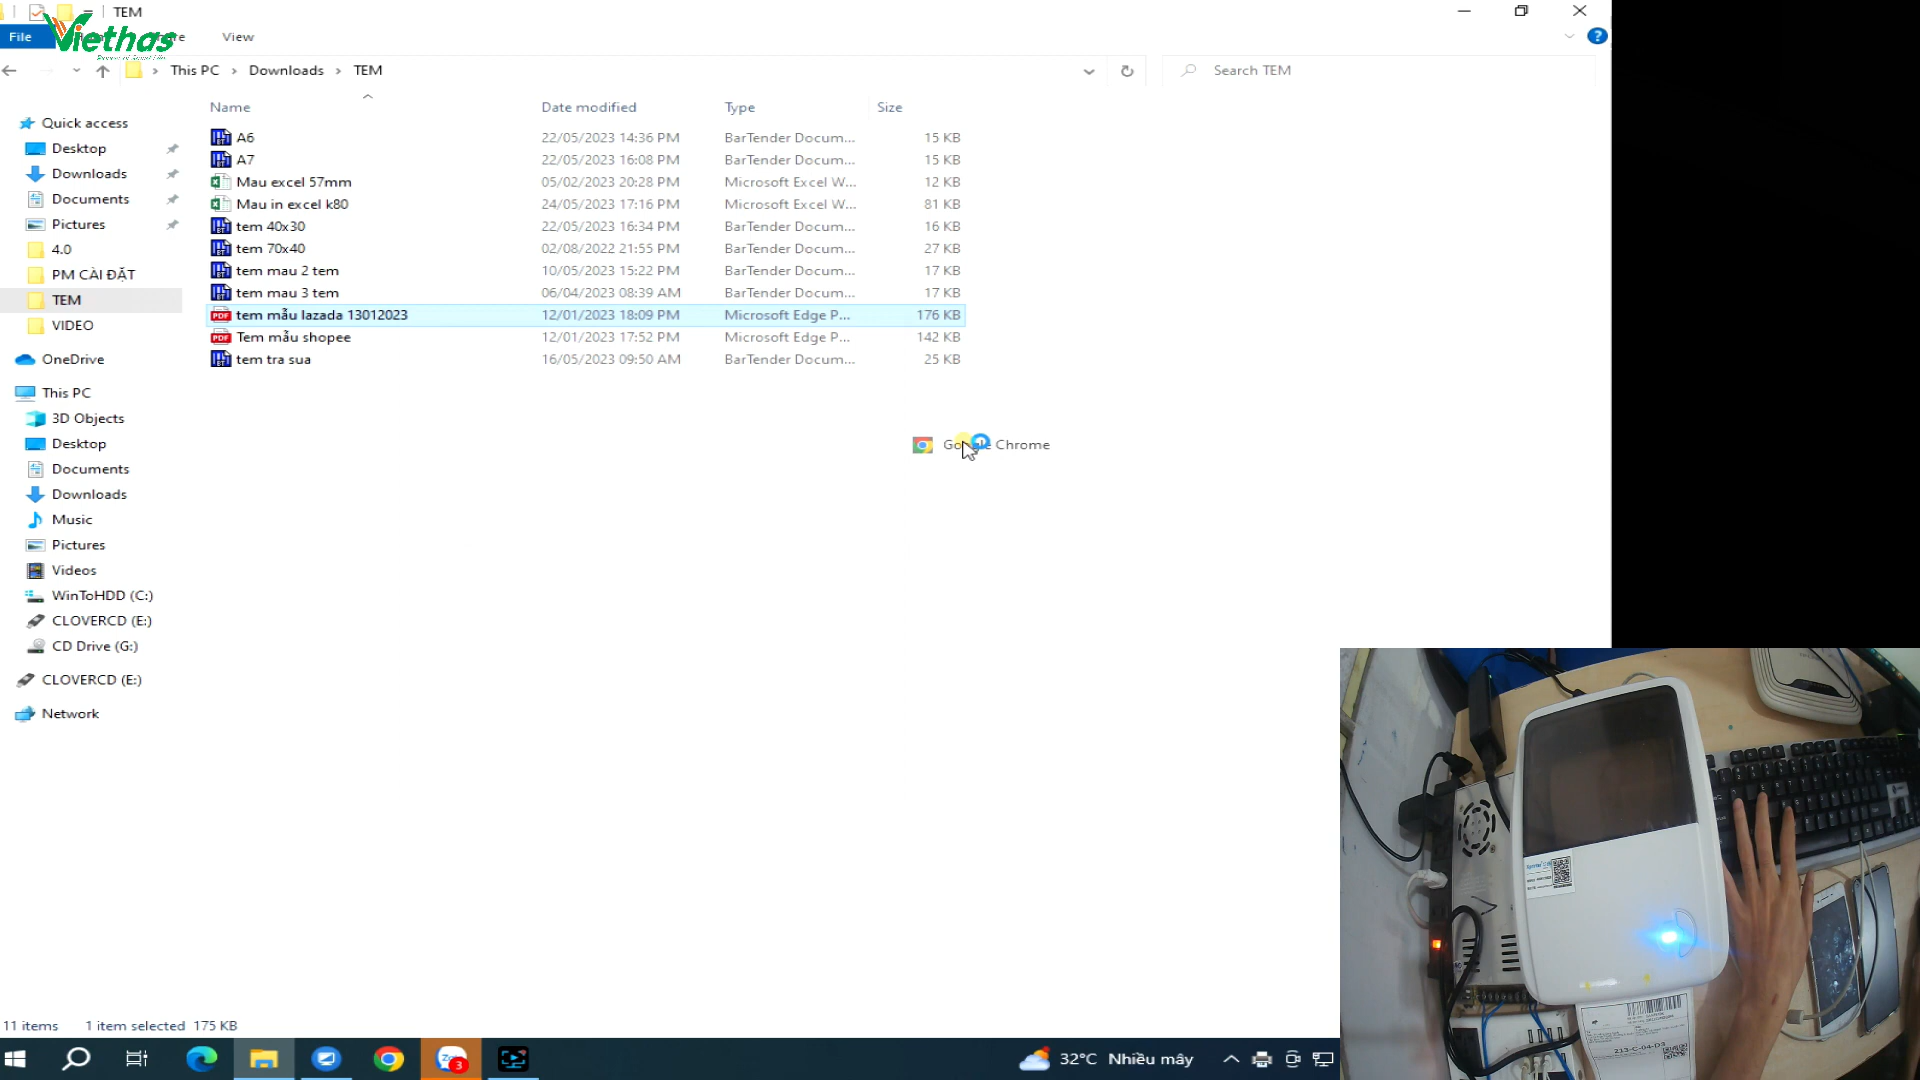 TEM
File
View
Viethas
This PC > Downloads > TEM
Search TEM
Name Date modified Type Size
A6 22/05/2023 14:36 PM BarTender Docum... 15 KB
A7 22/05/2023 16:08 PM BarTender Docum... 15 KB
Mau excel 57mm 05/02/2023 20:28 PM Microsoft Excel W... 12 KB
Mau in excel k80 24/05/2023 17:16 PM Microsoft Excel W... 81 KB
tem 40x30 22/05/2023 16:34 PM BarTender Docum... 16 KB
tem 70x40 02/08/2022 21:55 PM BarTender Docum... 27 KB
tem mau 2 tem 10/05/2023 15:22 PM BarTender Docum... 17 KB
tem mau 3 tem 06/04/2023 08:39 AM BarTender Docum... 17 KB
tem mẫu lazada 13012023 12/01/2023 18:09 PM Microsoft Edge P... 176 KB
Tem mẫu shopee 12/01/2023 17:52 PM Microsoft Edge P... 142 KB
tem tra sua 16/05/2023 09:50 AM BarTender Docum... 25 KB
Google Chrome
Quick access
Desktop
Downloads
Documents
Pictures
4.0
PM CÀI ĐẶT
TEM
VIDEO
OneDrive
This PC
3D Objects
Desktop
Documents
Downloads
Music
Pictures
Videos
WinToHDD (C:)
CLOVERCD (E:)
CD Drive (G:)
CLOVERCD (E:)
Network
11 items 1 item selected 175 KB
Zalo 3
32°C Nhiều mây
213-C-04-D3